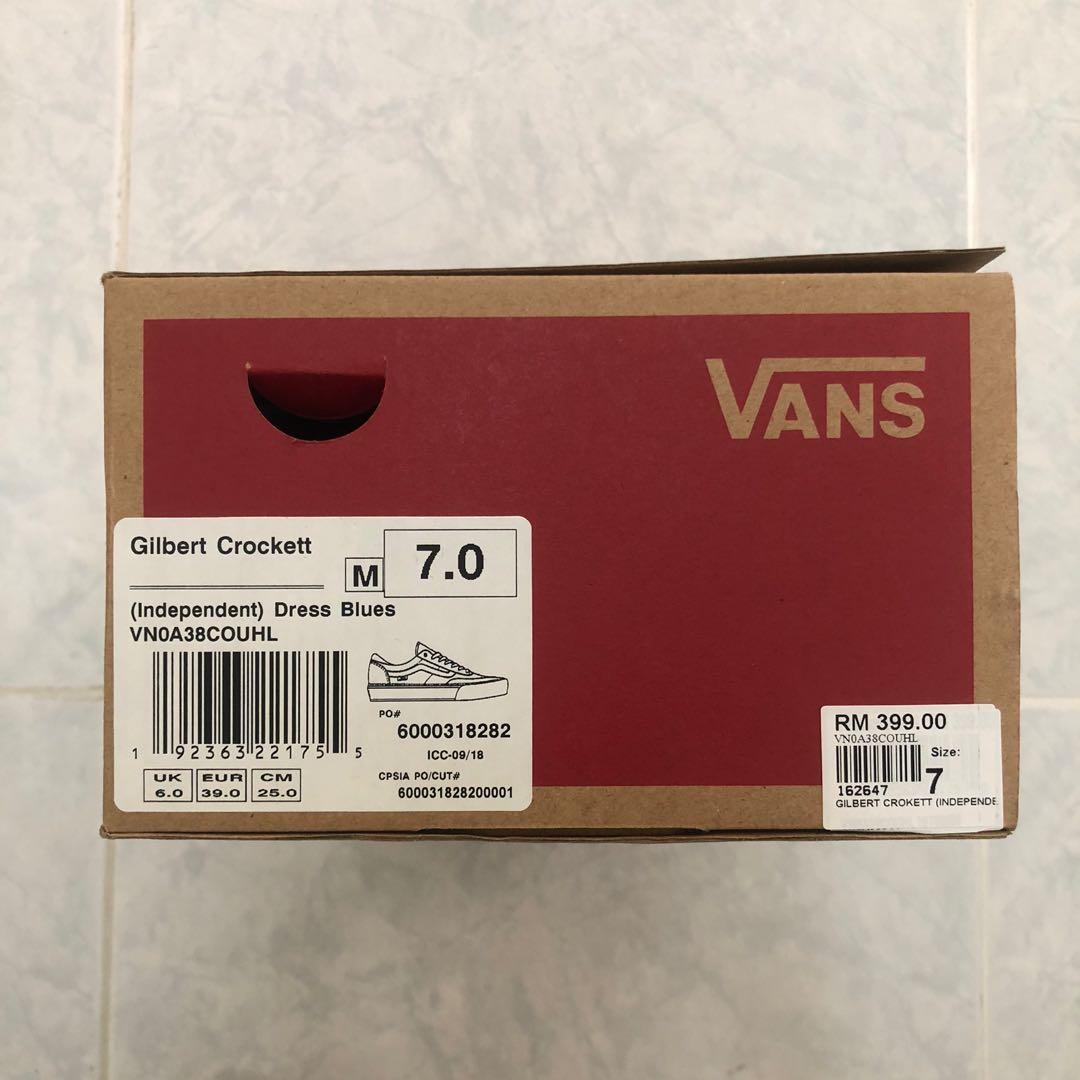 VANS
Gilbert Crockett
M 7.0
(Independent) Dress Blues
VN0A38COUHL
PO#
6000318282
1 92363 22175 5
ICC-09/18
UK EUR CM
6.0 39.0 25.0
CPSIA PO/CUT#
600031828200001
RM 399.00
VN0A38COUHL
Size:
7
162647
GILBERT CROKETT (INDEPENDE